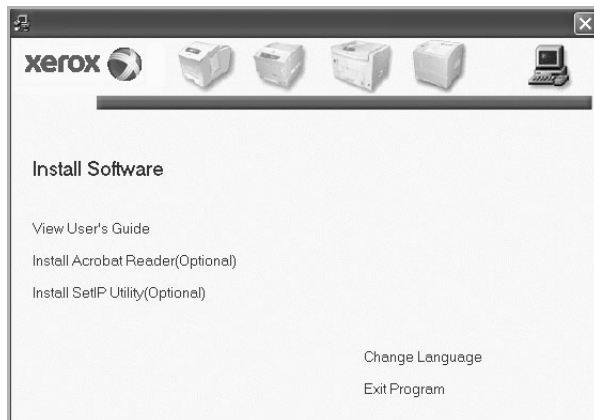 xerox
Install Software
View User's Guide
Install Acrobat Reader(Optional)
Install SetIP Utility(Optional)
Change Language
Exit Program